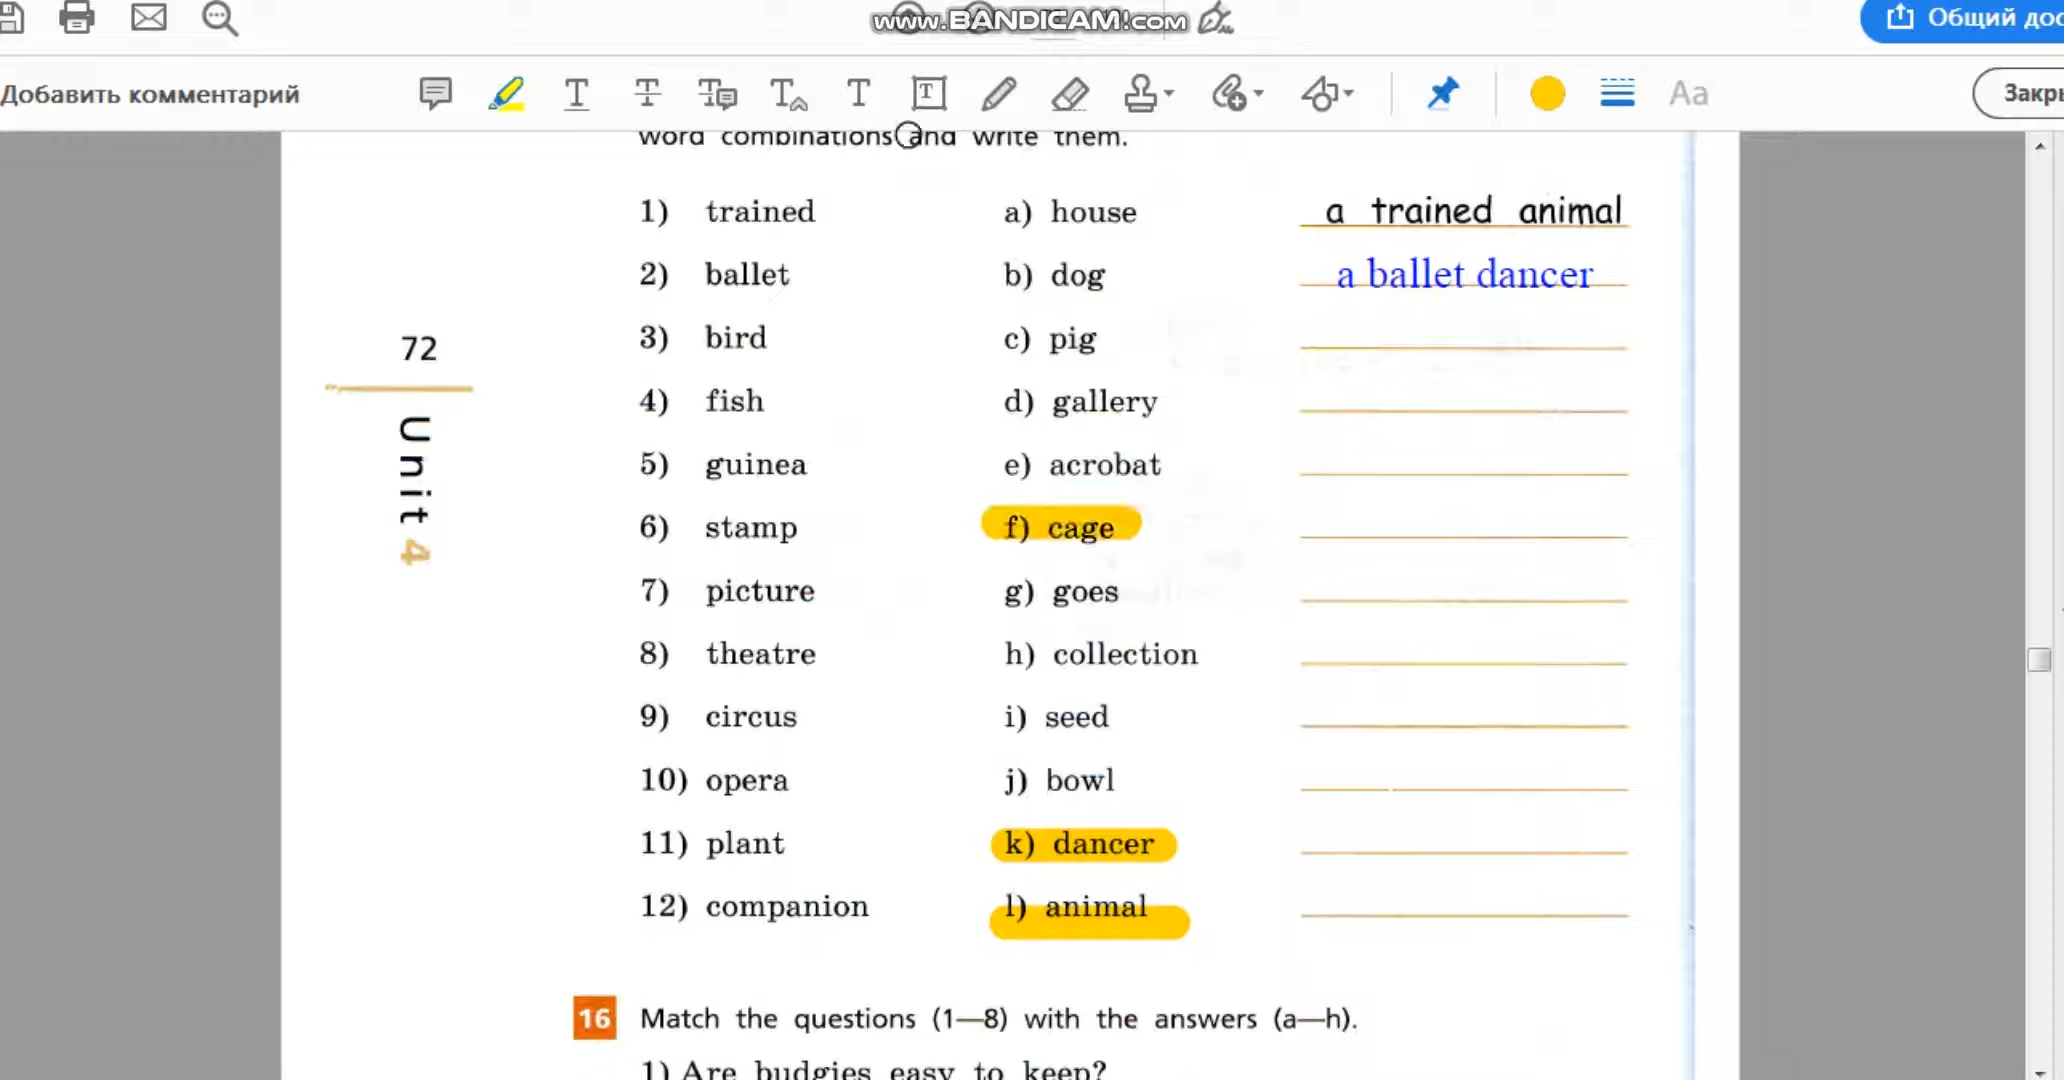 www.BANDICAM.com
Общий дос
Добавить комментарий
Aa
Закры
word combinations and write them.
1) trained a) house a trained animal
2) ballet b) dog a ballet dancer
3) bird c) pig
4) fish d) gallery
5) guinea e) acrobat
6) stamp f) cage
7) picture g) goes
8) theatre h) collection
9) circus i) seed
10) opera j) bowl
11) plant k) dancer
12) companion l) animal
72
Unit 4
16 Match the questions (1—8) with the answers (a—h).
1) Are budgies easy to keep?